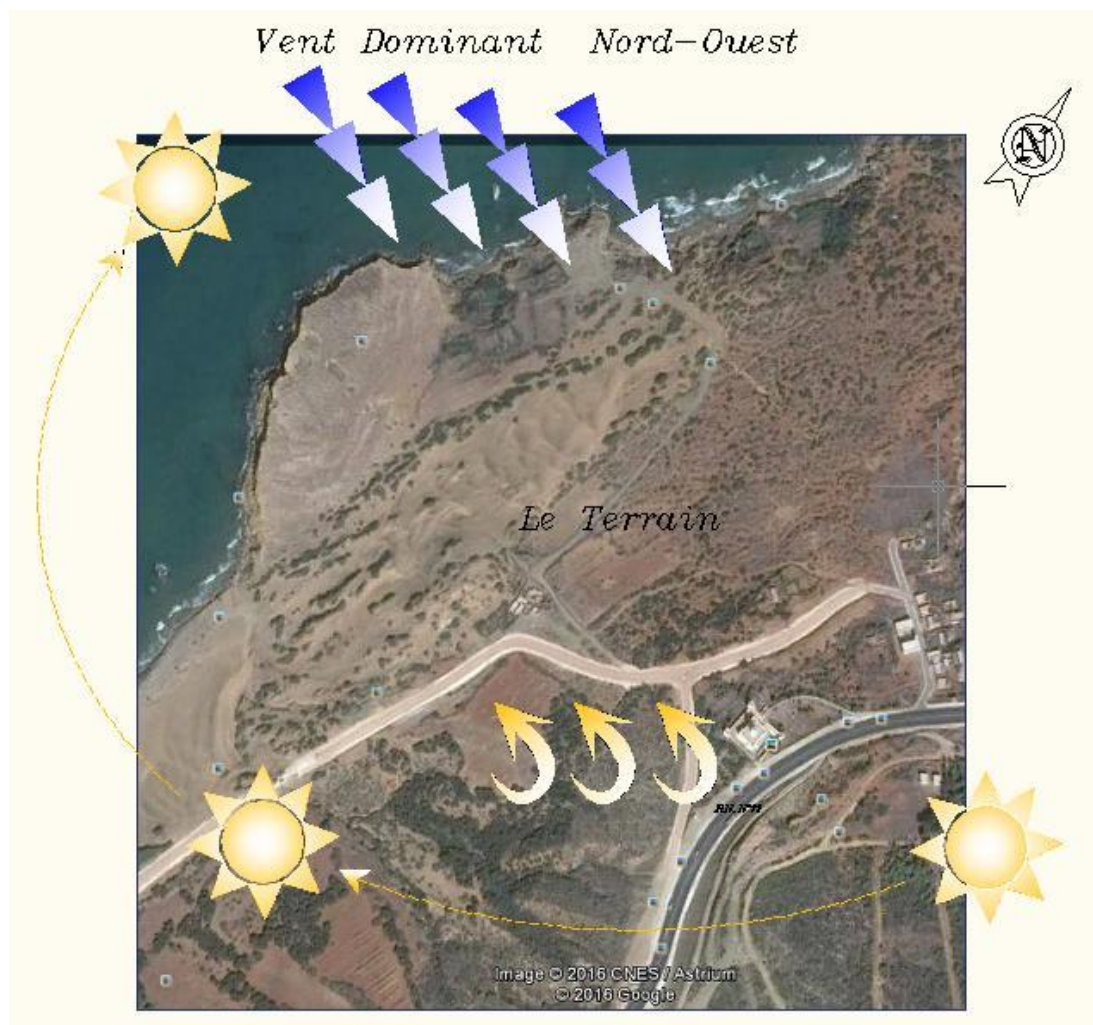 Vent Dominant Nord-Ouest
N
Le Terrain
Image © 2016 CNES / Astrium
© 2016 Google